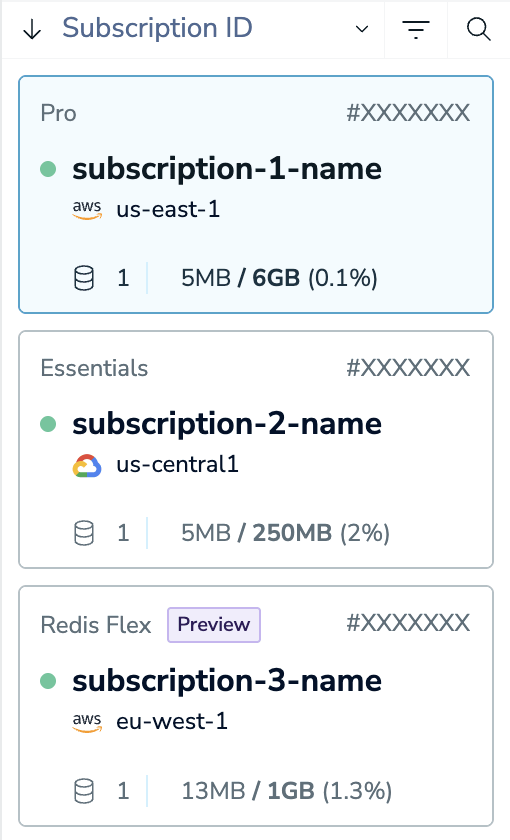 Subscription ID
Pro #XXXXXXX
subscription-1-name
aws us-east-1
1 5MB / 6GB (0.1%)
Essentials #XXXXXXX
subscription-2-name
us-central1
1 5MB / 250MB (2%)
Redis Flex Preview #XXXXXXX
subscription-3-name
aws eu-west-1
1 13MB / 1GB (1.3%)